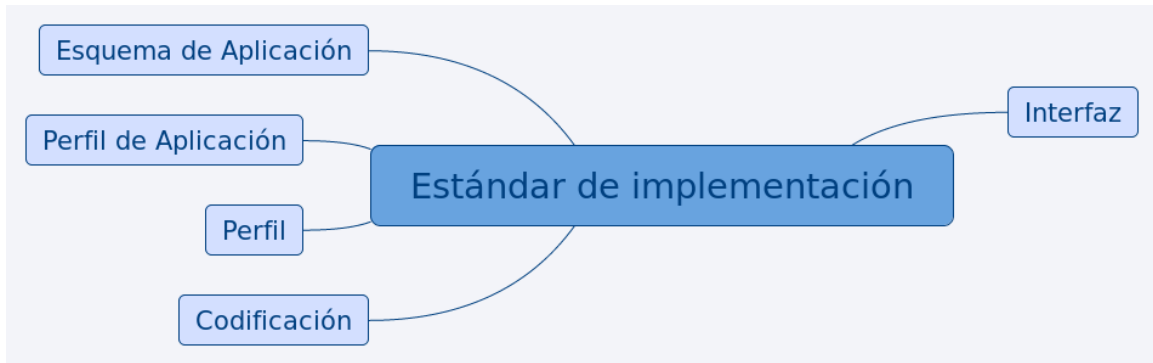 Esquema de Aplicación
Perfil de Aplicación
Perfil
Codificación
Estándar de implementación
Interfaz